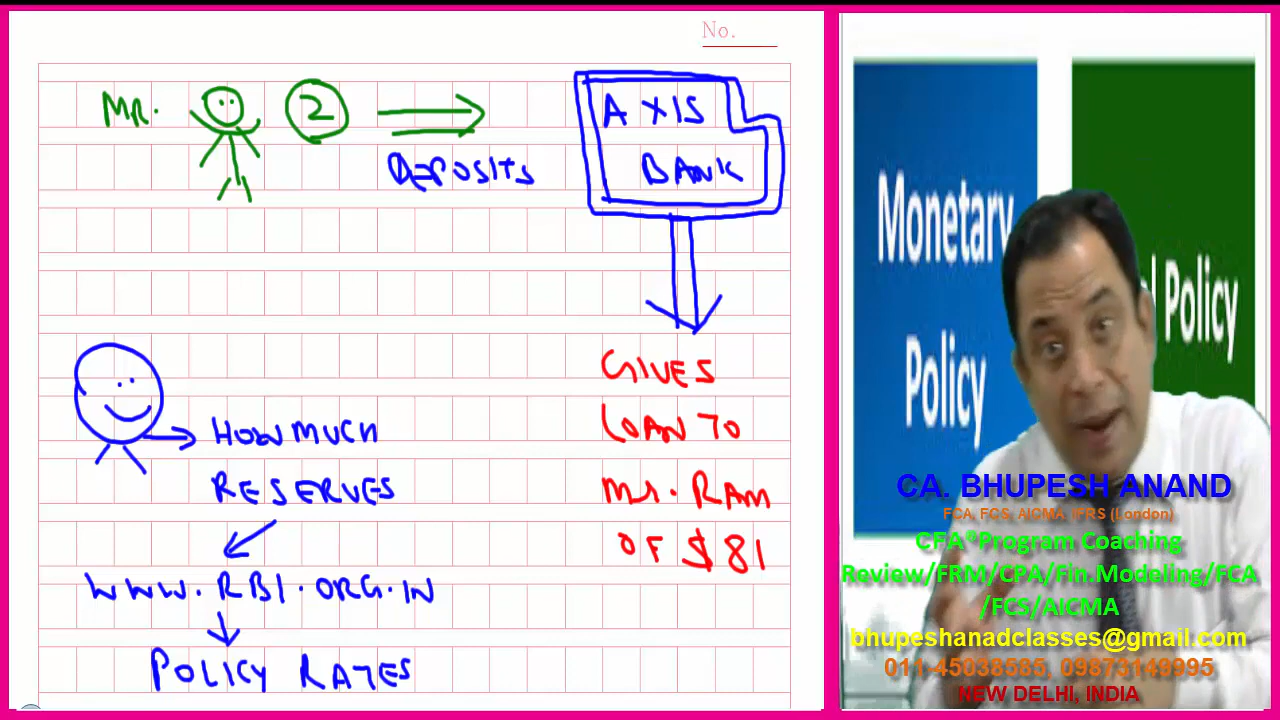 No.
MR. 2
DEPOSITS
AXIS
BANK
GIVES
LOAN TO
Mr. RAM
OF $81
HOW MUCH
RESERVES
WWW.RBI.ORG.IN
POLICY RATES
Monetary
Policy
l Policy
CA. BHUPESH ANAND
FCA, FCS, AICMA ,IFRS (London)
CFA®Program Coaching
Review/FRM/CPA/Fin.Modeling/FCA
/FCS/AICMA
bhupeshanadclasses@gmail.com
011-45038585, 09873149995
NEW DELHI, INDIA